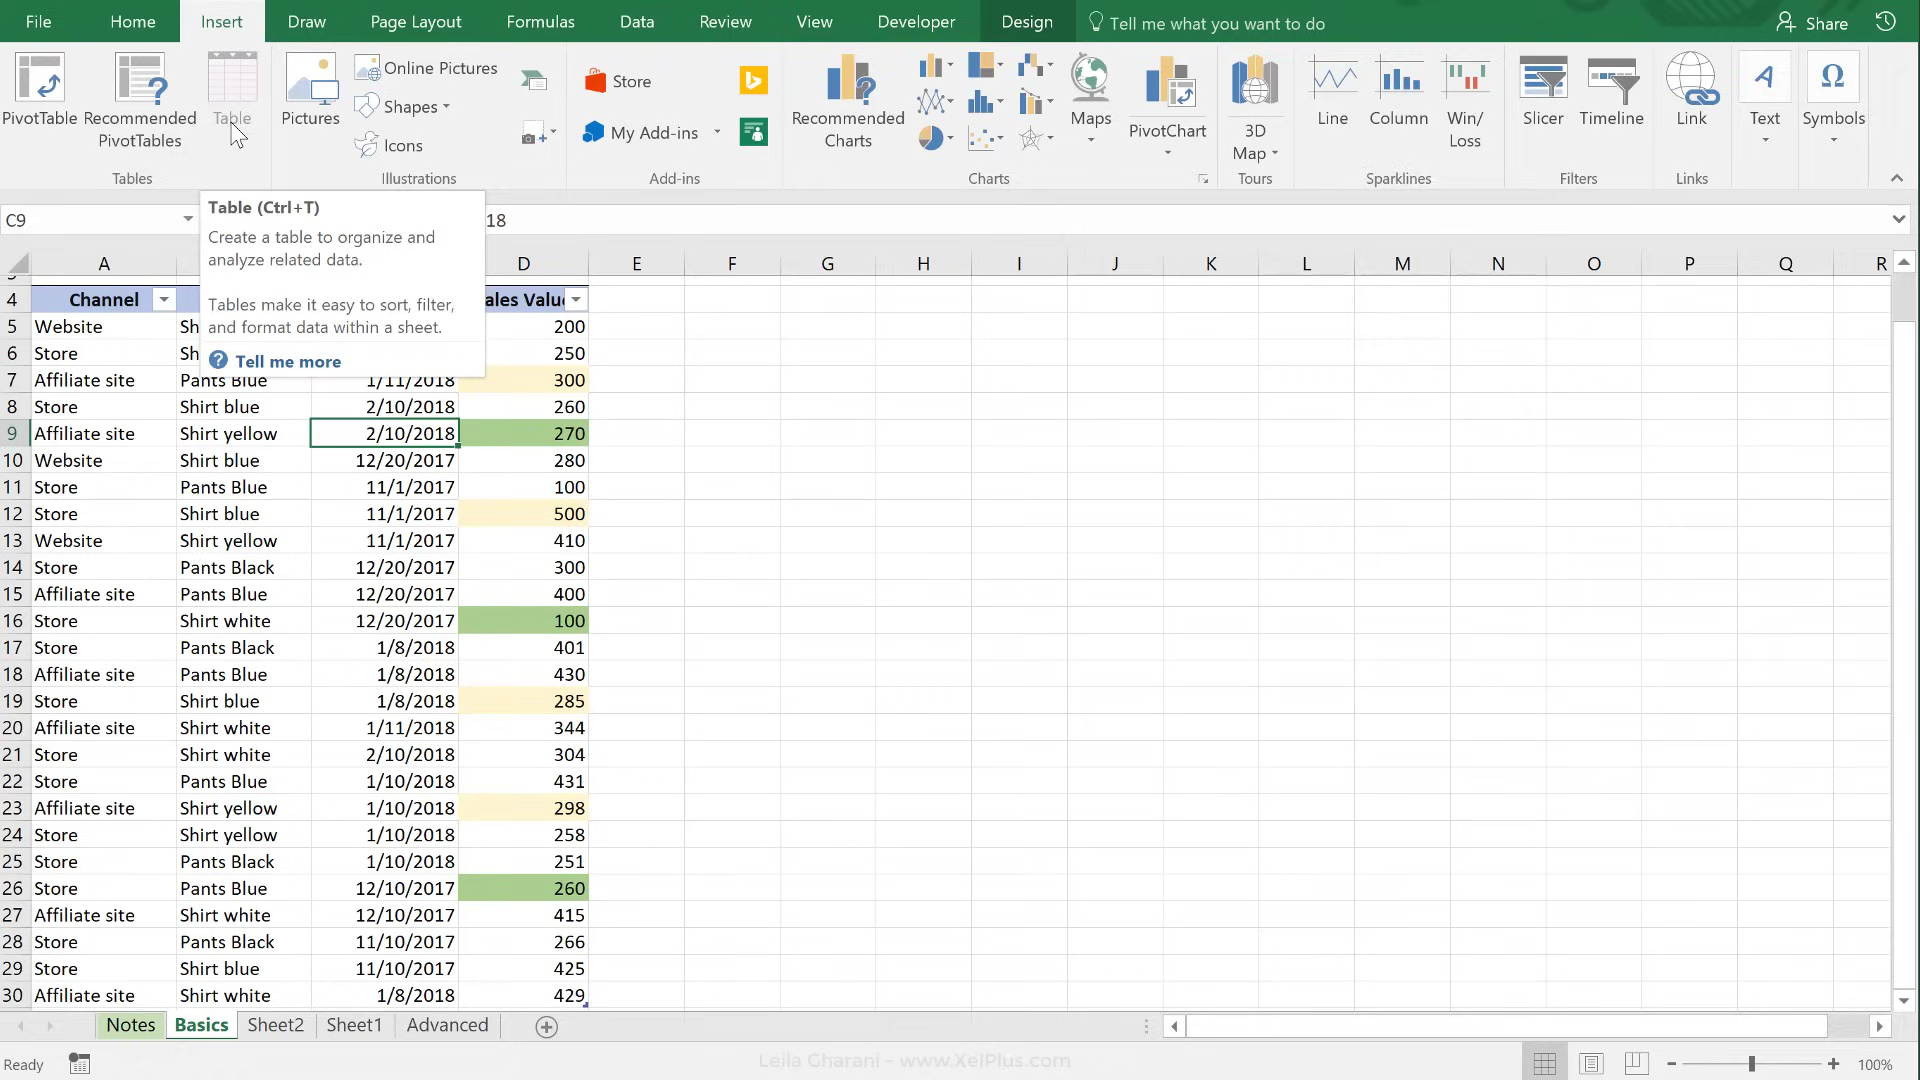 File Home Insert Draw Page Layout Formulas Data Review View Developer Design Tell me what you want to do Share
PivotTable Recommended PivotTables Table Pictures Online Pictures Shapes Icons Store My Add-ins Recommended Charts Maps PivotChart 3D Map Line Column Win/Loss Slicer Timeline Link Text Symbols
Tables Illustrations Add-ins Charts Tours Sparklines Filters Links
C9 18
Table (Ctrl+T)
Create a table to organize and
analyze related data.
Tables make it easy to sort, filter,
and format data within a sheet.
Tell me more
A D E F G H I J K L M N O P Q R
4 Channel ales Valu
5 Website Sh 200
6 Store Sh 250
7 Affiliate site Pants Blue 1/11/2018 300
8 Store Shirt blue 2/10/2018 260
9 Affiliate site Shirt yellow 2/10/2018 270
10 Website Shirt blue 12/20/2017 280
11 Store Pants Blue 11/1/2017 100
12 Store Shirt blue 11/1/2017 500
13 Website Shirt yellow 11/1/2017 410
14 Store Pants Black 12/20/2017 300
15 Affiliate site Pants Blue 12/20/2017 400
16 Store Shirt white 12/20/2017 100
17 Store Pants Black 1/8/2018 401
18 Affiliate site Pants Blue 1/8/2018 430
19 Store Shirt blue 1/8/2018 285
20 Affiliate site Shirt white 1/11/2018 344
21 Store Shirt white 2/10/2018 304
22 Store Pants Blue 1/10/2018 431
23 Affiliate site Shirt yellow 1/10/2018 298
24 Store Shirt yellow 1/10/2018 258
25 Store Pants Black 1/10/2018 251
26 Store Pants Blue 12/10/2017 260
27 Affiliate site Shirt white 12/10/2017 415
28 Store Pants Black 11/10/2017 266
29 Store Shirt blue 11/10/2017 425
30 Affiliate site Shirt white 1/8/2018 429
Notes Basics Sheet2 Sheet1 Advanced
Ready Leila Gharani - www.XelPlus.com 100%